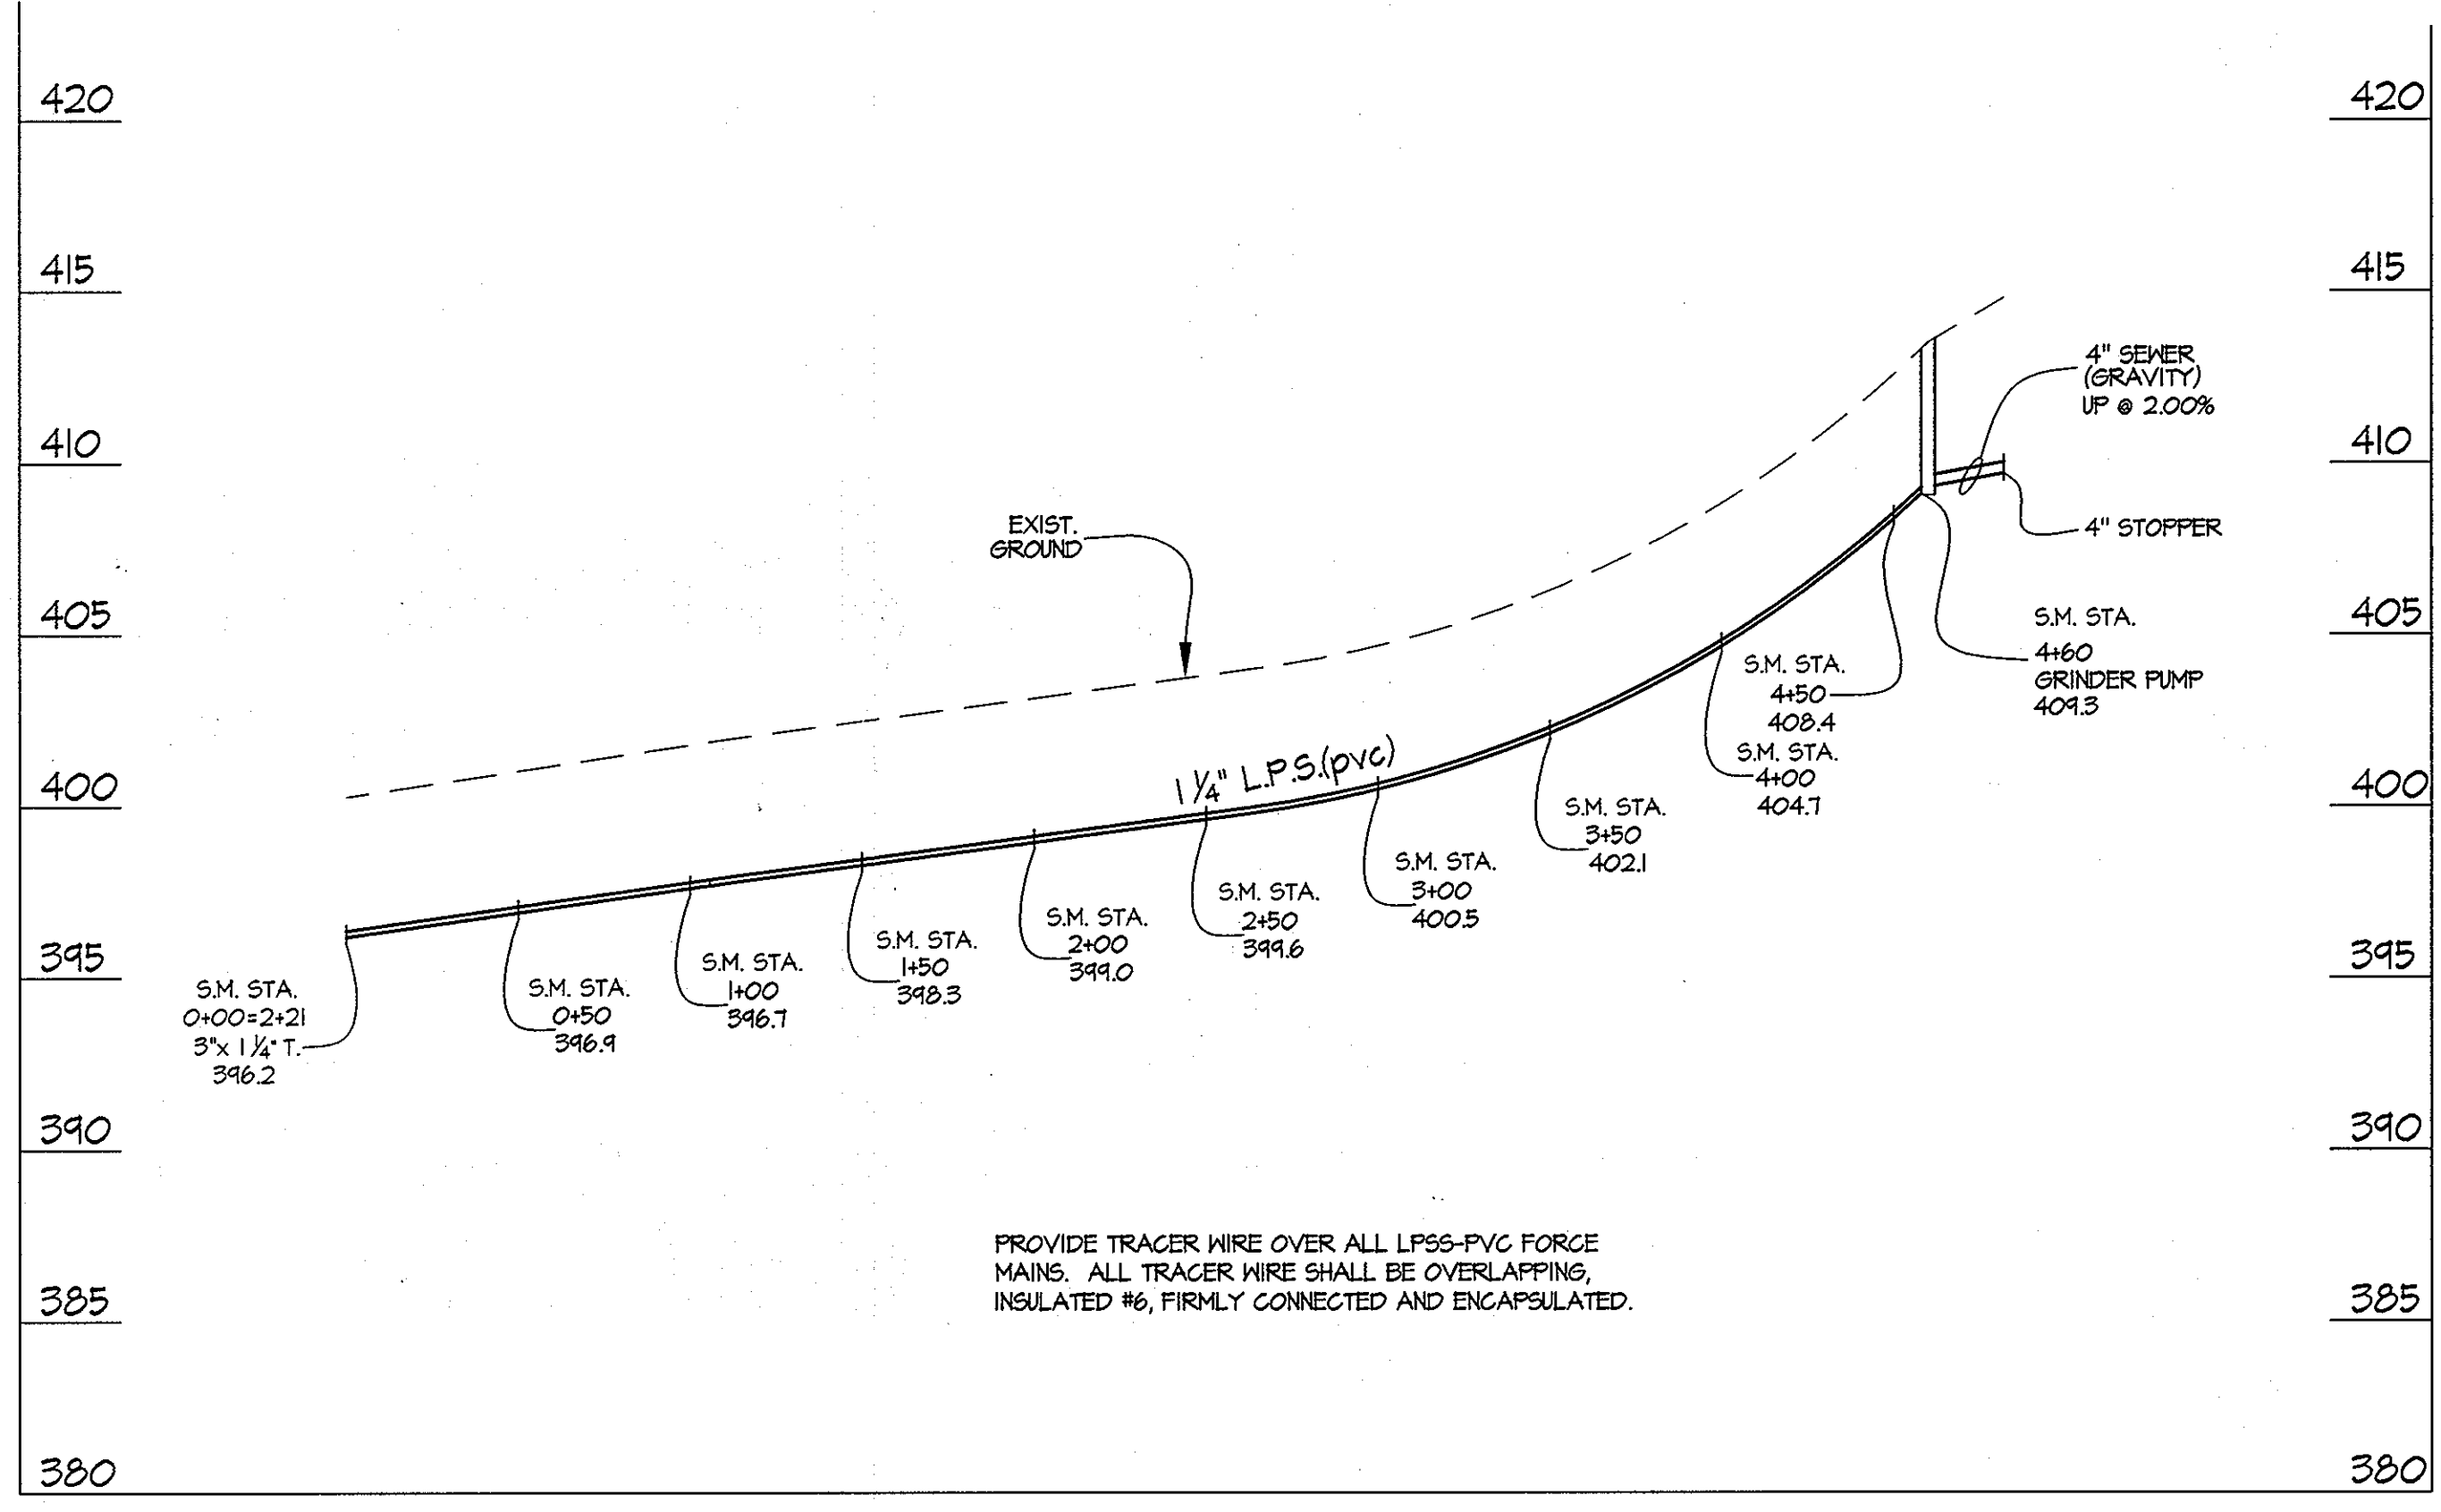 420
415
410
405
400
395
390
385
380
420
415
410
405
400
395
390
385
380
EXIST.
GROUND
1 1/4" L.P.S.(pvc)
4" SEWER
(GRAVITY)
UP @ 2.00%
4" STOPPER
S.M. STA.
0+00=2+21
3"x 1 1/4" T.
396.2
S.M. STA.
0+50
396.9
S.M. STA.
1+00
396.7
S.M. STA.
1+50
398.3
S.M. STA.
2+00
399.0
S.M. STA.
2+50
399.6
S.M. STA.
3+00
400.5
S.M. STA.
3+50
402.1
S.M. STA.
4+00
404.7
S.M. STA.
4+50
408.4
S.M. STA.
4+60
GRINDER PUMP
409.3
PROVIDE TRACER WIRE OVER ALL LPSS-PVC FORCE
MAINS. ALL TRACER WIRE SHALL BE OVERLAPPING,
INSULATED #6, FIRMLY CONNECTED AND ENCAPSULATED.